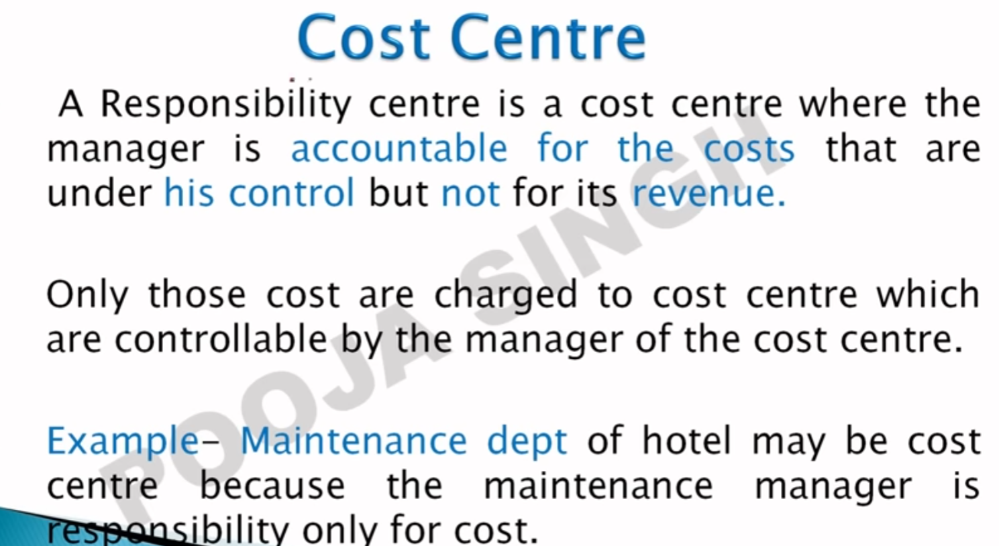 Cost Centre
A Responsibility centre is a cost centre where the
manager is accountable for the costs that are
under his control but not for its revenue.
Only those cost are charged to cost centre which
are controllable by the manager of the cost centre.
Example- Maintenance dept of hotel may be cost
centre because the maintenance manager is
responsibility only for cost.
POOJA SINGH